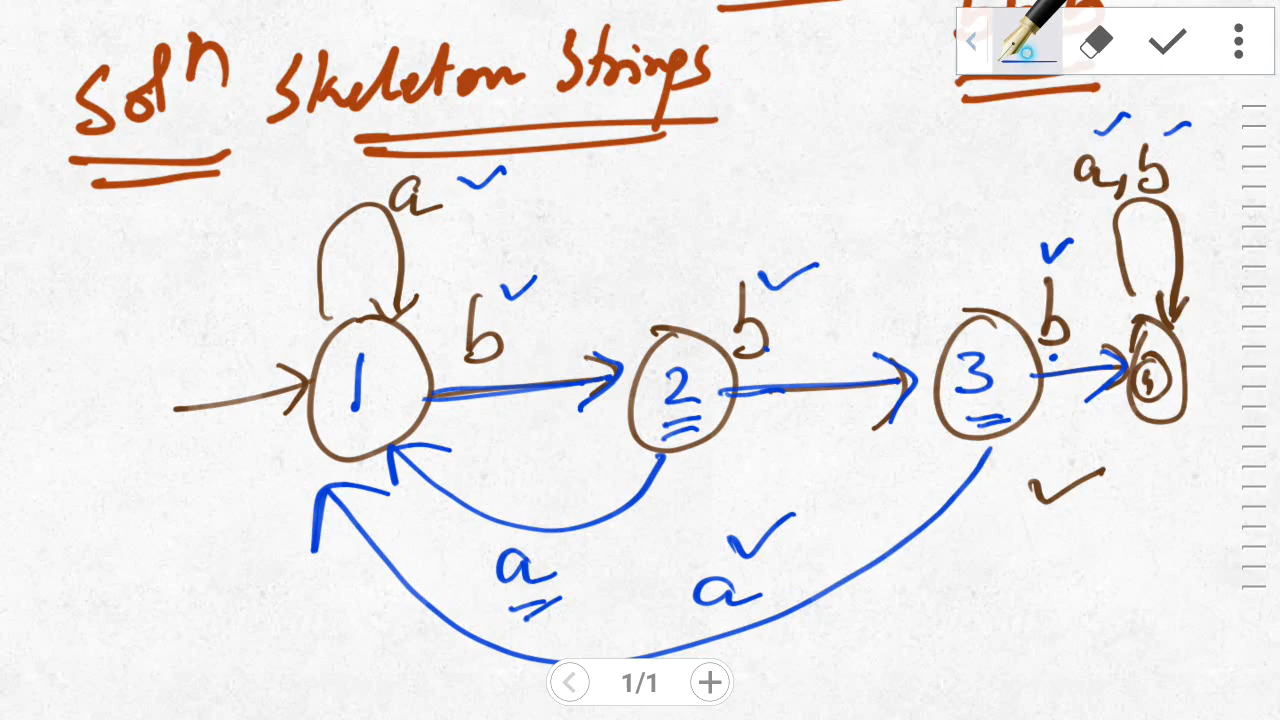 Solⁿ Skeleton Strings
a
a, b
b b b
1 2 3
a
a
1/1